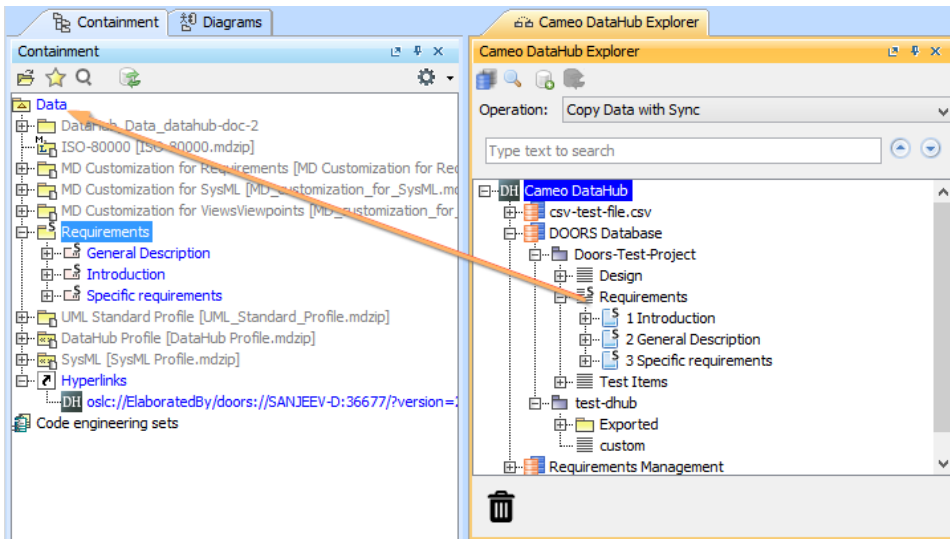 Containment
Diagrams
Containment
Data
DataHub_Data_datahub-doc-2
ISO-80000 [ISO-80000.mdzip]
MD Customization for Requirements [MD Customization for Rec
MD Customization for SysML [MD_customization_for_SysML.mc
MD Customization for ViewsViewpoints [MD_customization_for_
Requirements
General Description
Introduction
Specific requirements
UML Standard Profile [UML_Standard_Profile.mdzip]
DataHub Profile [DataHub Profile.mdzip]
SysML [SysML Profile.mdzip]
Hyperlinks
DH oslc://ElaboratedBy/doors://SANJEEV-D:36677/?version=2
Code engineering sets
Cameo DataHub Explorer
Cameo DataHub Explorer
Operation: Copy Data with Sync
Type text to search
DH Cameo DataHub
csv-test-file.csv
DOORS Database
Doors-Test-Project
Design
Requirements
1 Introduction
2 General Description
3 Specific requirements
Test Items
test-dhub
Exported
custom
Requirements Management